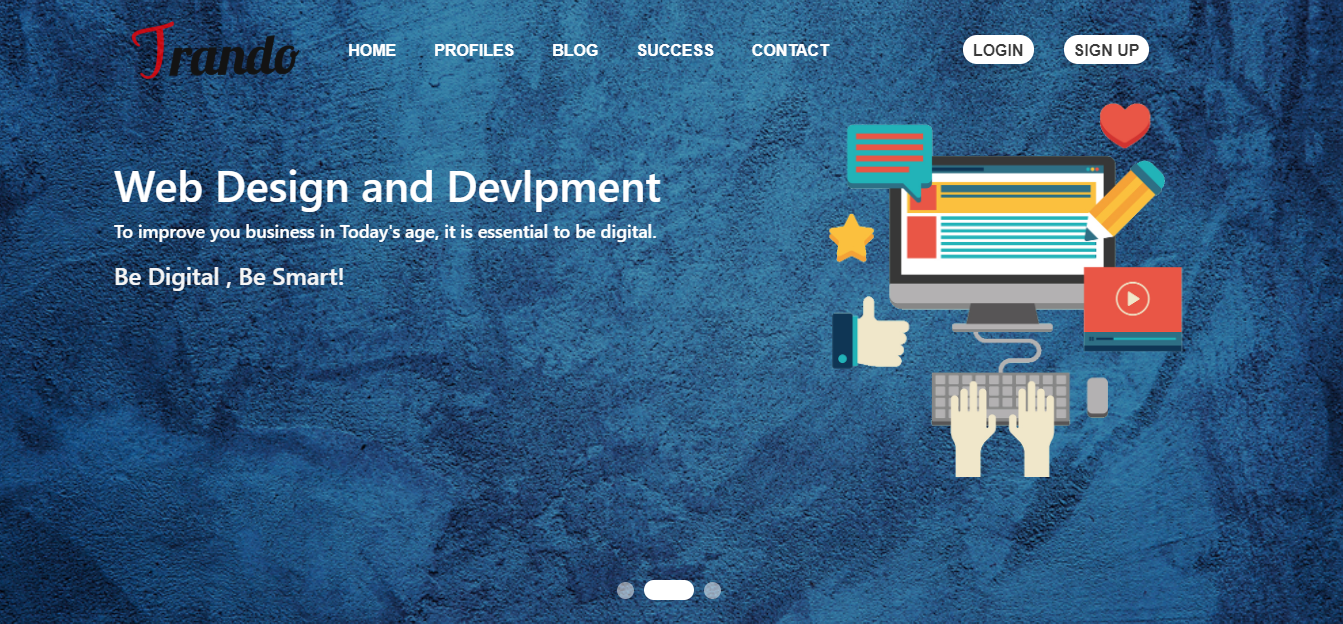 Trando HOME PROFILES BLOG SUCCESS CONTACT LOGIN SIGN UP
Web Design and Devlpment
To improve you business in Today's age, it is essential to be digital.
Be Digital , Be Smart!